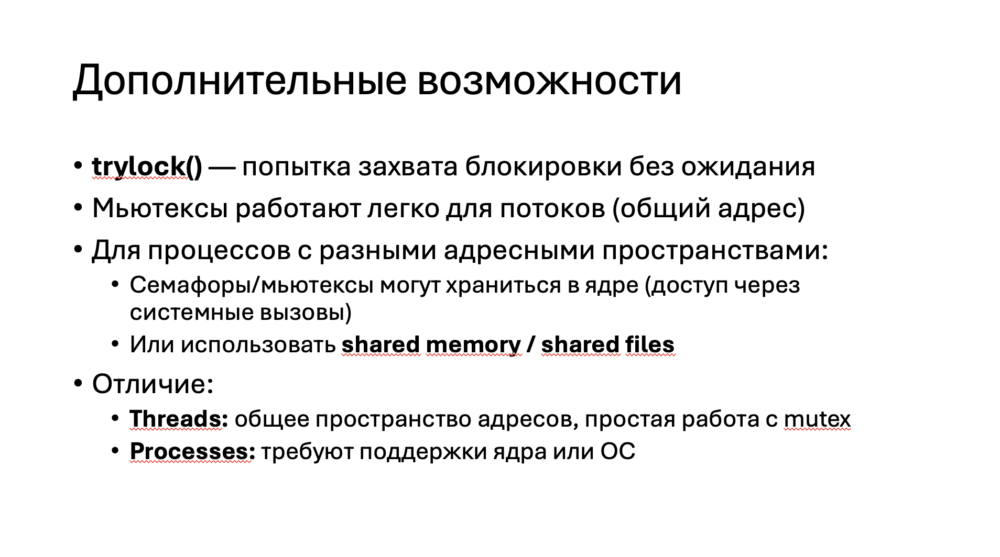 Дополнительные возможности
• trylock() — попытка захвата блокировки без ожидания
• Мьютексы работают легко для потоков (общий адрес)
• Для процессов с разными адресными пространствами:
• Семафоры/мьютексы могут храниться в ядре (доступ через
системные вызовы)
• Или использовать shared memory / shared files
• Отличие:
• Threads: общее пространство адресов, простая работа с mutex
• Processes: требуют поддержки ядра или ОС